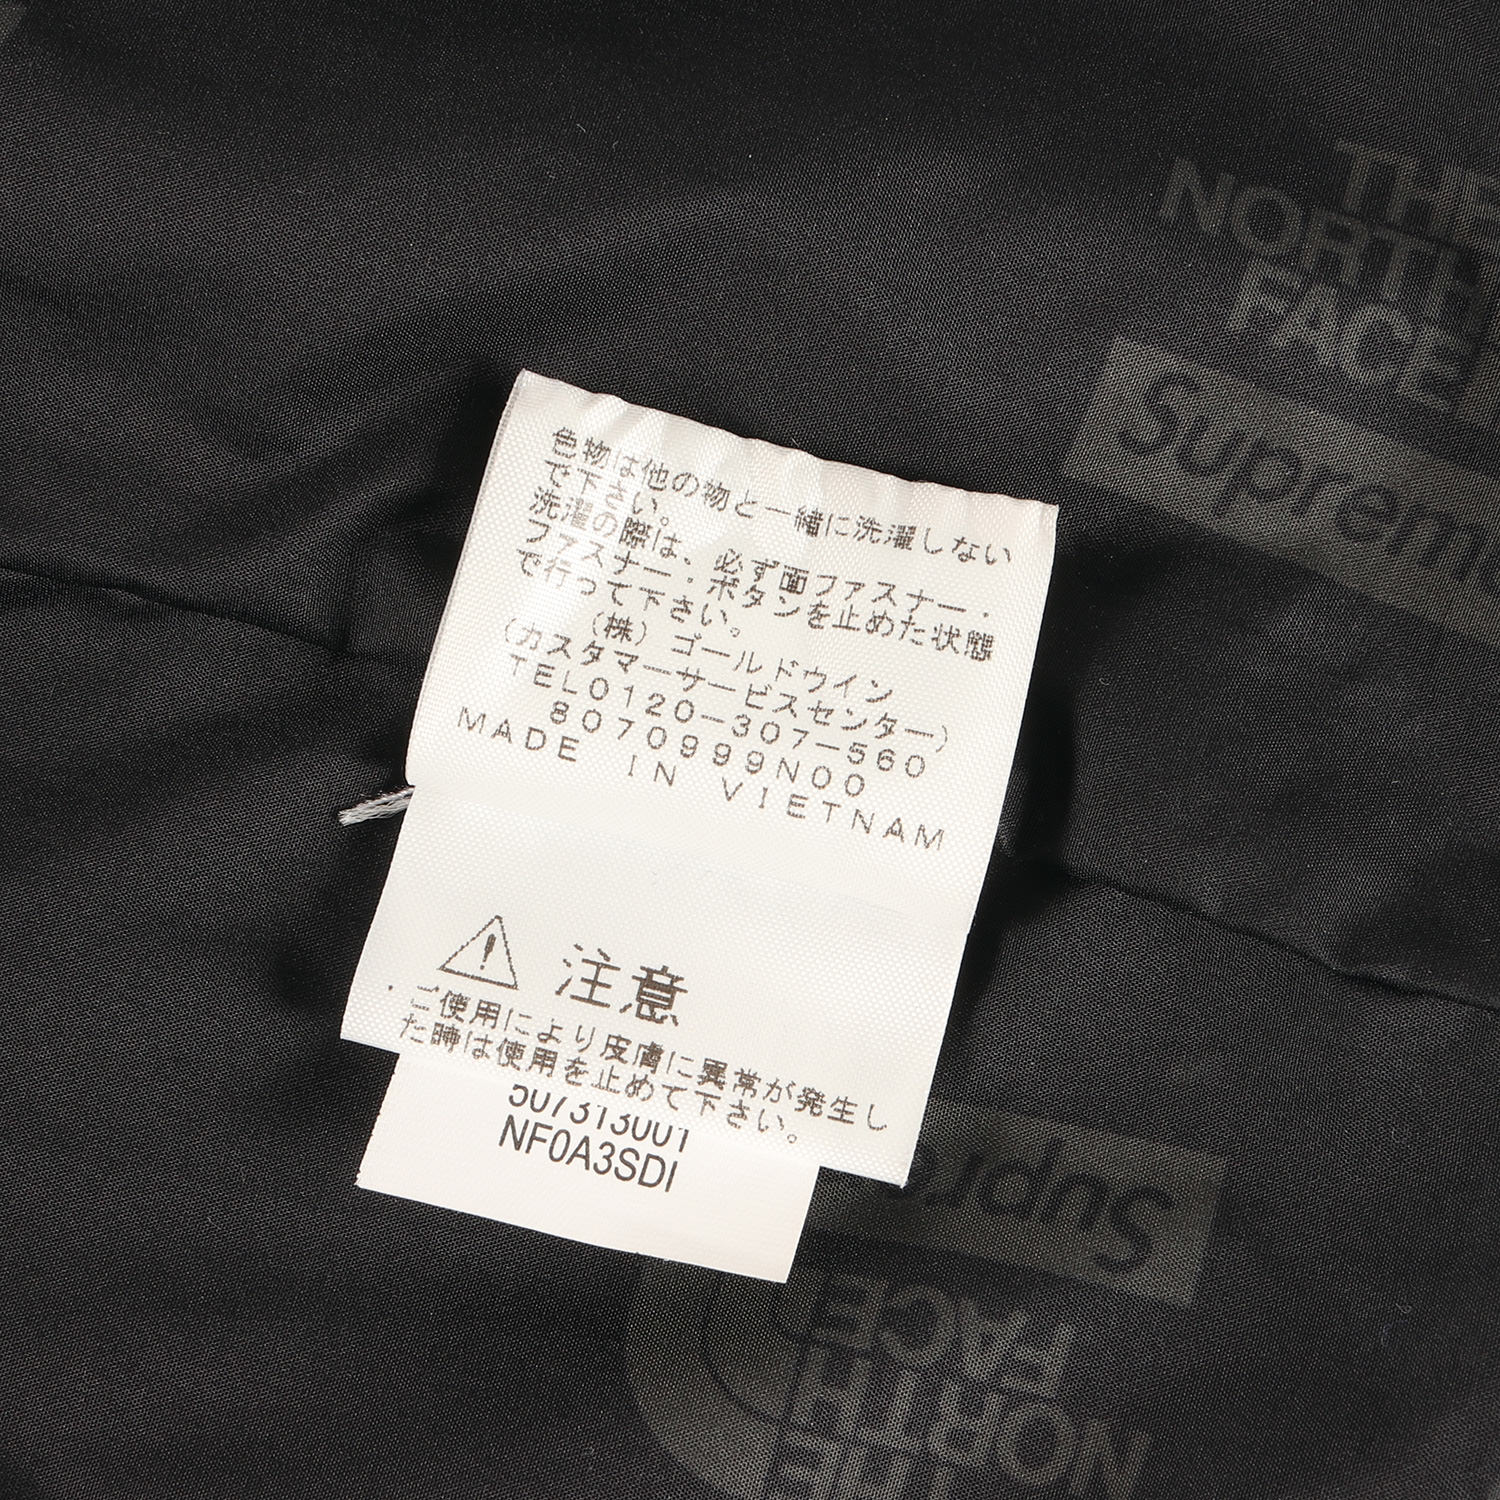 THE
NORTH
FACE
Supreme
色物は他の物と一緒に洗濯しない
で下さい。
洗濯の際は、必ず面ファスナー・
ファスナー・ボタンを止めた状態
で行って下さい。
(株)ゴールドウイン
(カスタマーサービスセンター)
TEL0120-307-560
8070999N00
MADE IN VIETNAM
注意
・ご使用により皮膚に異常が発生し
た時は使用を止めて下さい。
507313001
NF0A3SDI
Supre
FACE
NORTH
THE